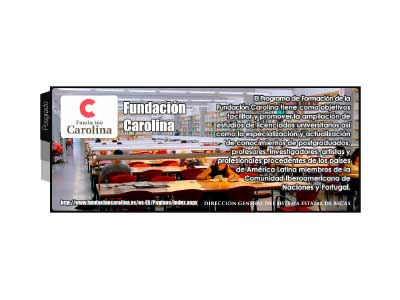 Posgrado
Fundación
Carolina
Fundación
Carolina
El Programa de Formación de la
Fundación Carolina tiene como objetivos
facilitar y promover la ampliación de
estudios de licenciados universitarios así
como la especialización y actualización
de conocimientos de postgraduados,
profesores, investigadores, artistas y
profesionales procedentes de los países
de América Latina miembros de la
Comunidad Iberoamericana de
Naciones y Portugal.
http://www.fundacioncarolina.es/es-ES/Paginas/index.aspx
DIRECCIÓN GENERAL DEL SISTEMA ESTATAL DE BECAS